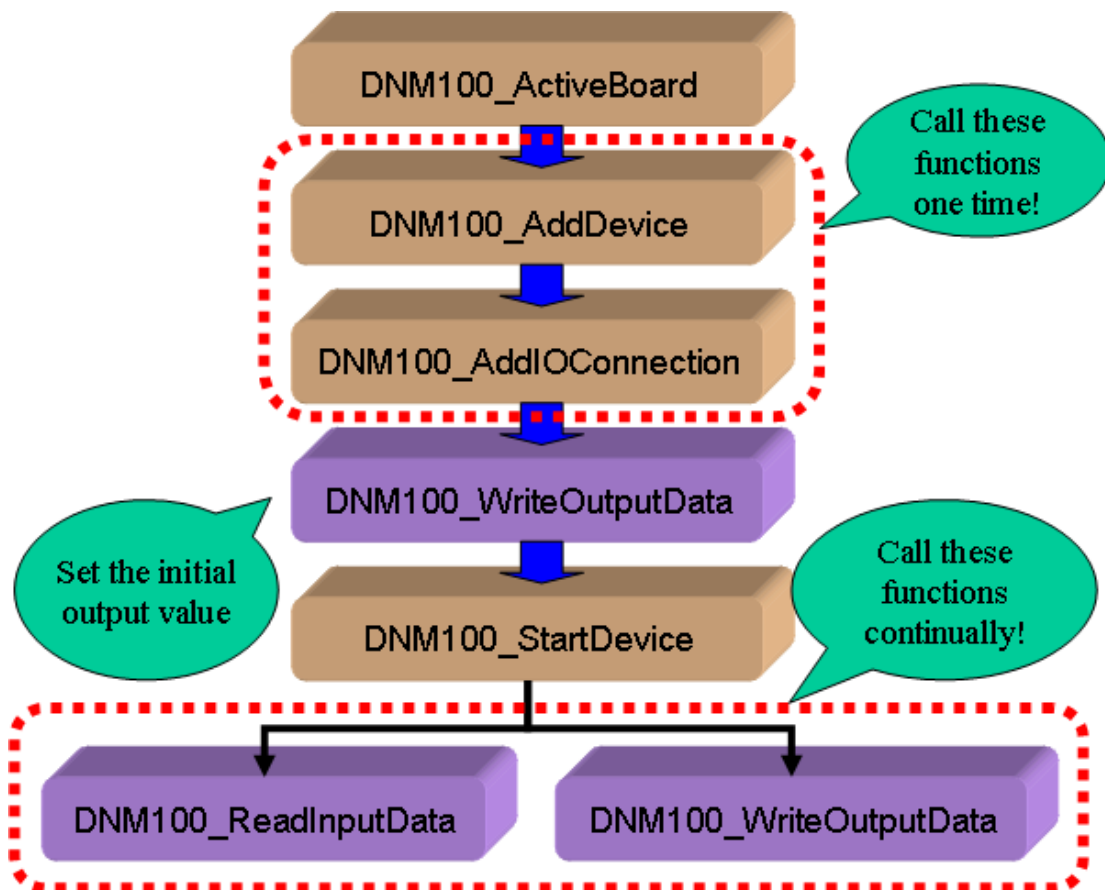 DNM100_ActiveBoard
Call these
functions
one time!
DNM100_AddDevice
DNM100_AddIOConnection
DNM100_WriteOutputData
Set the initial
output value
Call these
functions
continually!
DNM100_StartDevice
DNM100_ReadInputData
DNM100_WriteOutputData